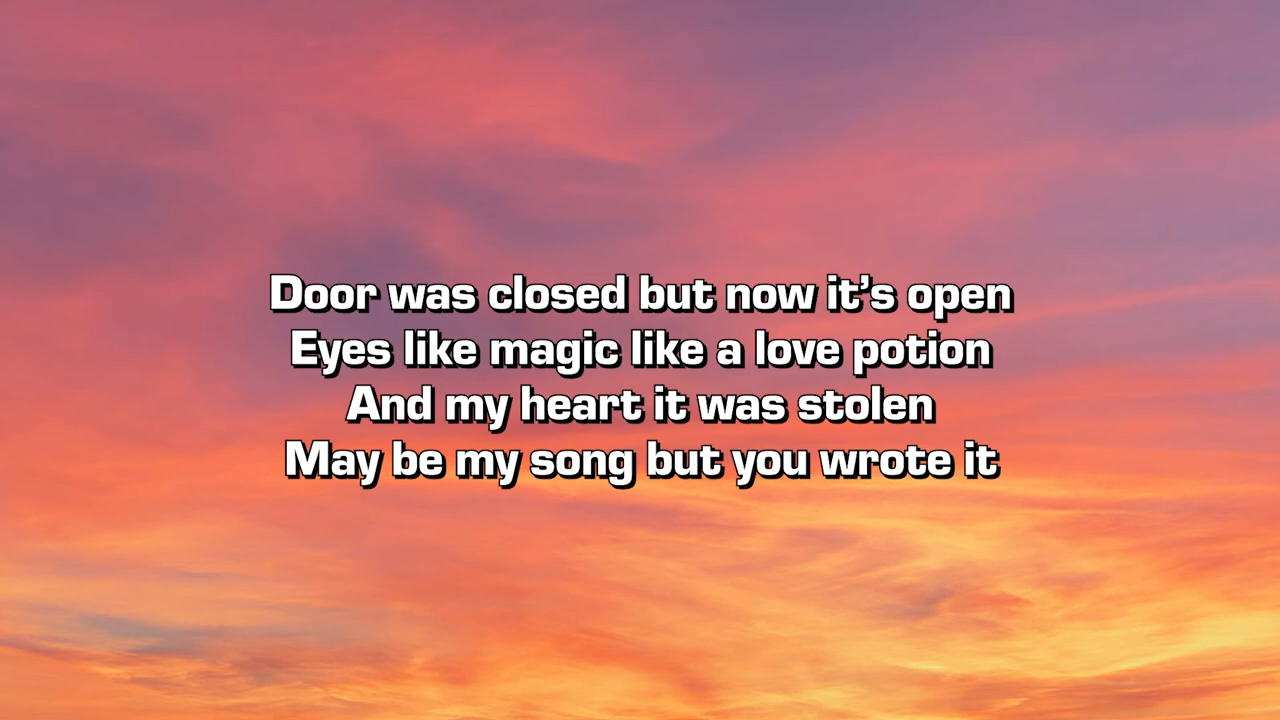 Door was closed but now it’s open
Eyes like magic like a love potion
And my heart it was stolen
May be my song but you wrote it